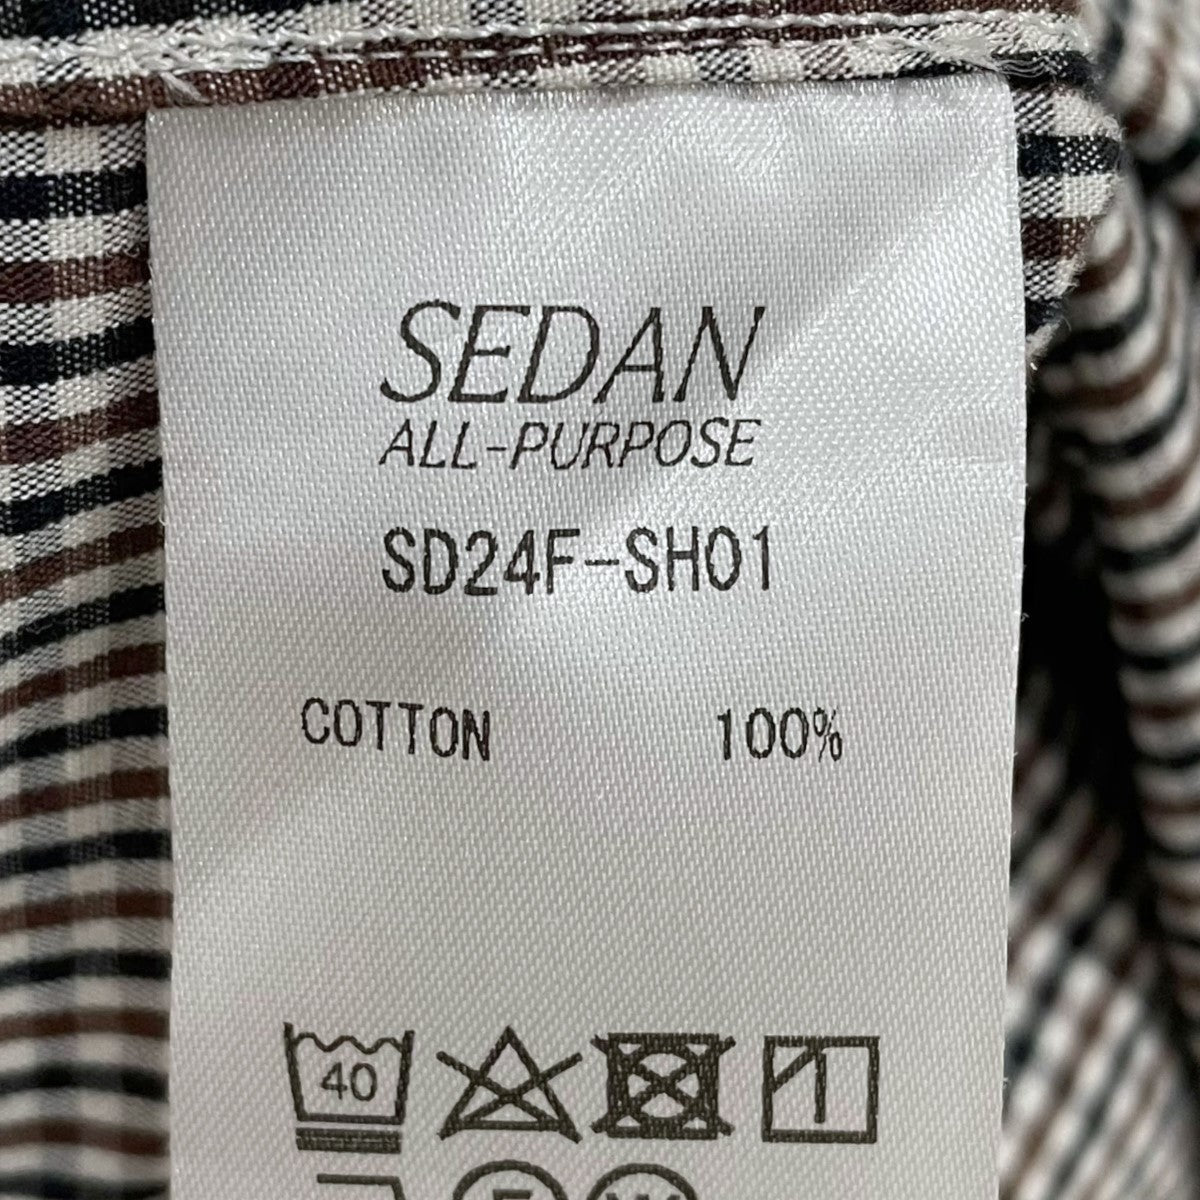 SEDAN
ALL-PURPOSE
SD24F-SH01
COTTON 100%
40